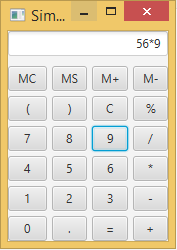 Sim...
56*9
MC MS M+ M-
( ) C %
7 8 9 /
4 5 6 *
1 2 3 -
0 . = +